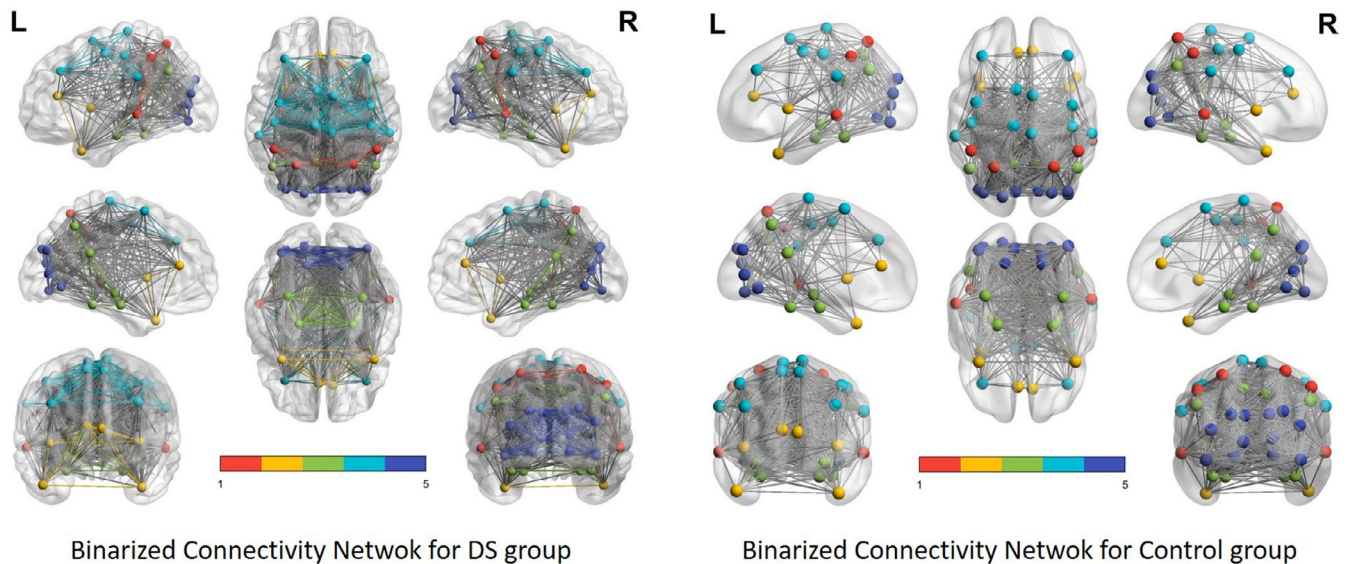 L
R
L
R
1
5
1
5
Binarized Connectivity Netwok for DS group
Binarized Connectivity Netwok for Control group